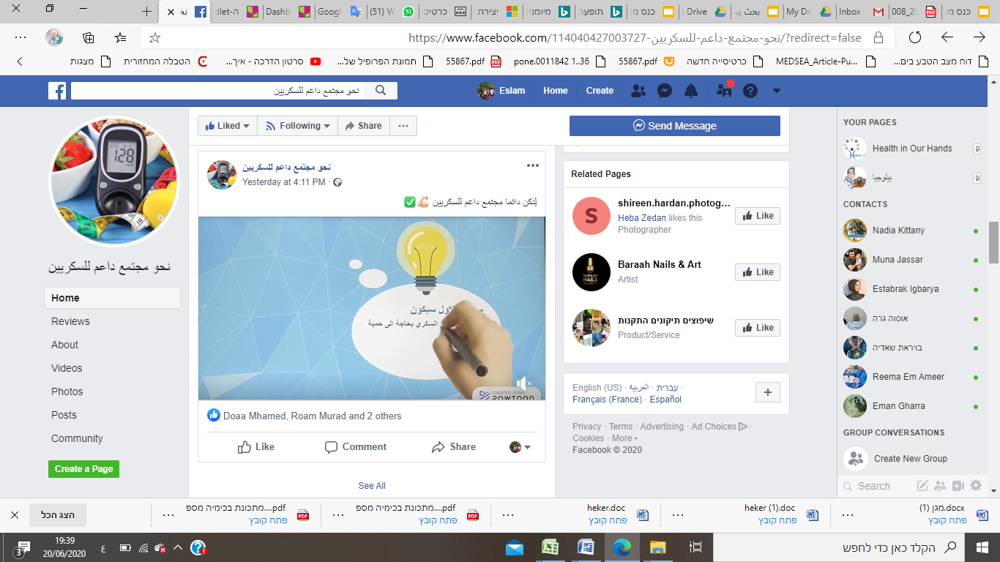 نحو
Facebook
(51) W
כרטיס
יצירת
מיומני
תופער
כנס מ
Drive
بحث بع
My Dri
Inbox
008_20
כנס מו
Dashb
Googl
https://www.facebook.com/114040427003727-نحو-مجتمع-داعم-للسكريين/?redirect=false
דוח מצב הטבע בים...
MEDSEA_Article-Pu...
כרטיסייה חדשה
55867.pdf
pone.0011842 1..36
55867.pdf
תמונת הפרופיל של...
סרטון הדרכה - איך...
הטבלה המחזורית
מצגות
نحو مجتمع داعم للسكريين
Eslam
Home
Create
128
نحو مجتمع داعم للسكريين
Home
Reviews
About
Videos
Photos
Posts
Community
Create a Page
Liked
Following
Share
Send Message
نحو مجتمع داعم للسكريين
Yesterday at 4:11 PM ·
لِنكن دائما مجتمع داعم للسكريين 💪🏻✅
سيكون
السكري بحاجة الى حمية
CREATED USING
POWTOON
Doaa Mhamed, Roam Murad and 2 others
Like
Comment
Share
See All
Related Pages
S
shireen.hardan.photog...
Heba Zedan likes this
Photographer
Like
BARAAH
NAILS
Baraah Nails & Art
Artist
Like
שיפוצים תיקונים התקנות
Product/Service
Like
English (US) · العربية · עברית ·
Français (France) · Español
Privacy · Terms · Advertising · Ad Choices ·
Cookies · More
Facebook © 2020
YOUR PAGES
Health in Our Hands
9
بيلوجيا
9
CONTACTS
Nadia Kittany
Muna Jassar
Estabrak Igbarya
אוסוה גרה
בויראת שאדיה
Reema Em Ameer
Eman Gharra
GROUP CONVERSATIONS
Create New Group
Search
מגן (1).docx
פתח קובץ
heker (1).doc
פתח קובץ
heker.doc
פתח קובץ
מתכונת בכימיה מספ....pdf
פתח קובץ
מתכונת בכימיה מספ....pdf
פתח קובץ
הצג הכל
הקלד כאן כדי לחפש
ع
19:39
20/06/2020
3